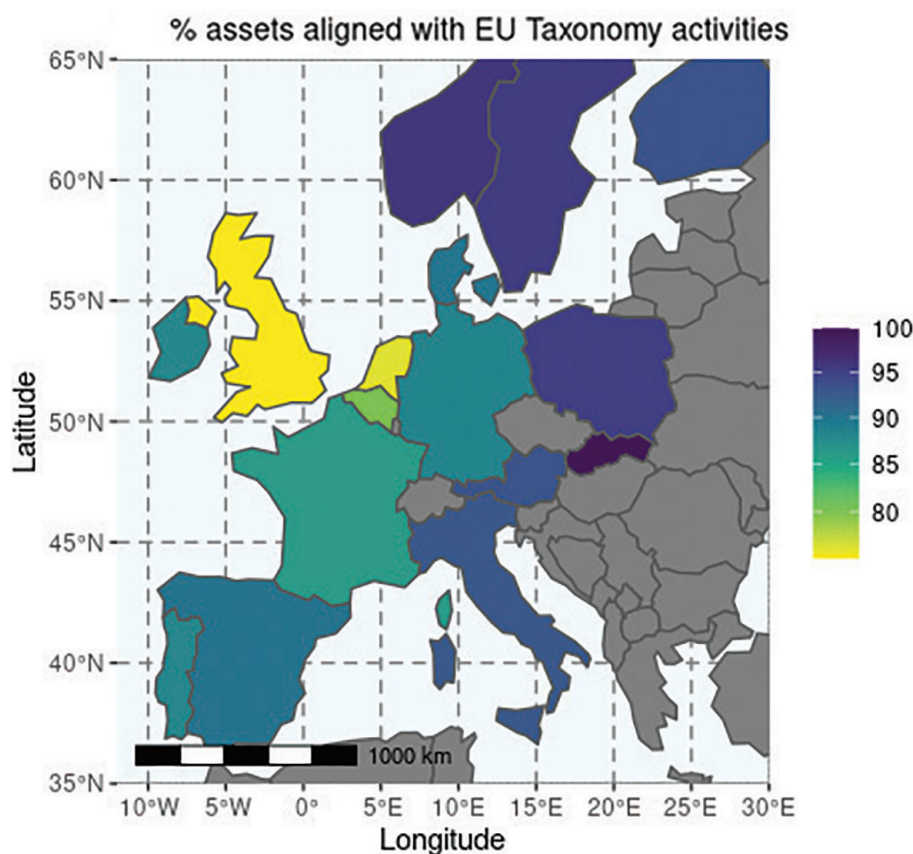 % assets aligned with EU Taxonomy activities
65°N
60°N
55°N
50°N
45°N
40°N
35°N
Latitude
100
95
90
85
80
1000 km
10°W 5°W 0° 5°E 10°E 15°E 20°E 25°E 30°E
Longitude